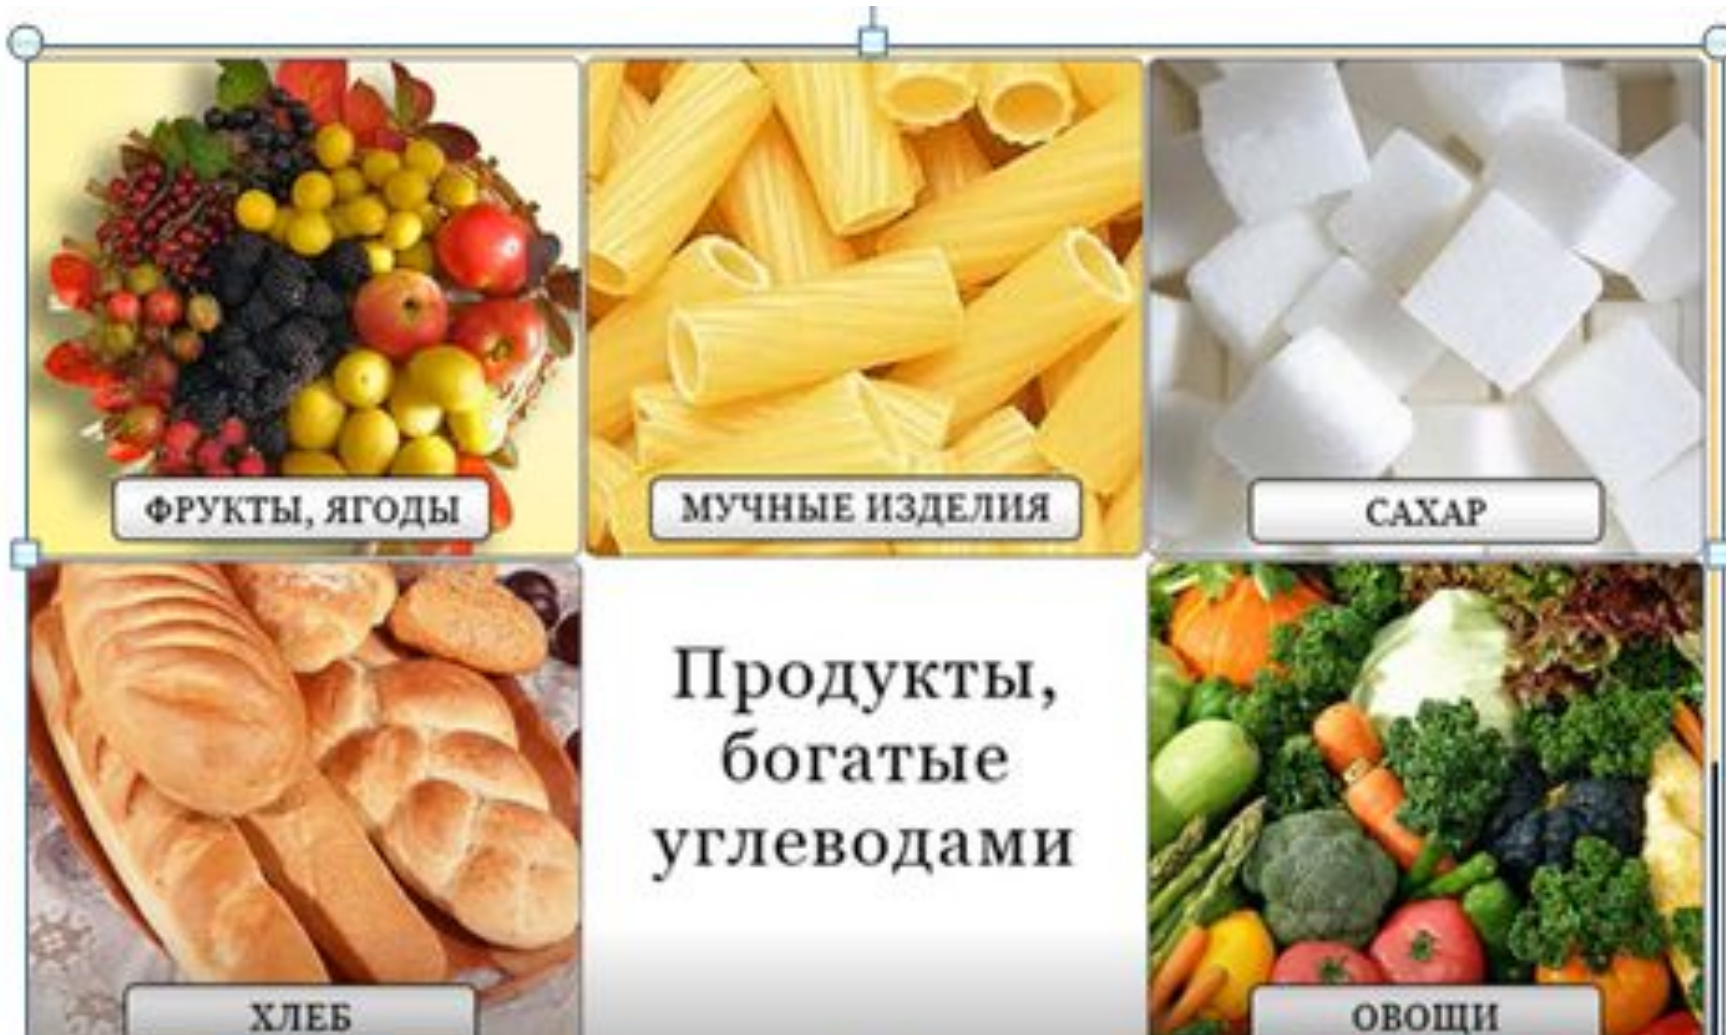 ФРУКТЫ, ЯГОДЫ
МУЧНЫЕ ИЗДЕЛИЯ
САХАР
Продукты,
богатые
углеводами
ХЛЕБ
ОВОЩИ